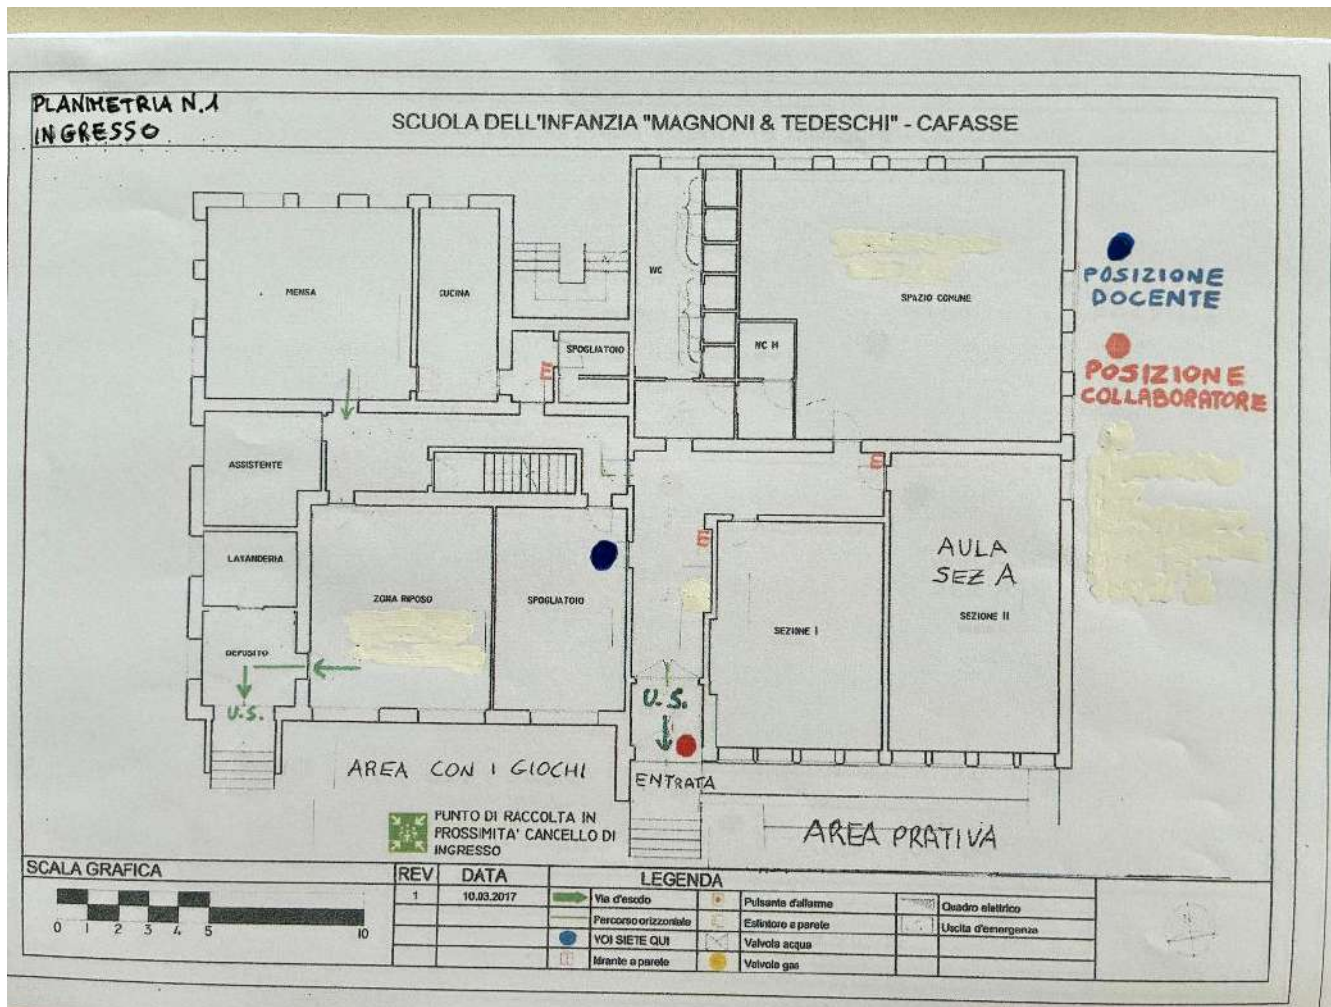 PLANIMETRIA N.1
INGRESSO
SCUOLA DELL'INFANZIA "MAGNONI & TEDESCHI" - CAFASSE
POSIZIONE
DOCENTE
POSIZIONE
COLLABORATORE
MENSA
CUCINA
WC
SPAZIO COMUNE
SPOGLIATOIO
WC H
E
ASSISTENTE
E
LAVANDERIA
E
AULA
SEZ A
ZONA RIPOSO
SPOGLIATOIO
SEZIONE I
SEZIONE II
DEPOSITO
U.S.
U.S.
AREA CON I GIOCHI
ENTRATA
AREA PRATIVA
PUNTO DI RACCOLTA IN
PROSSIMITA' CANCELLO DI
INGRESSO
SCALA GRAFICA
0 1 2 3 4 5 10
REV DATA
1 10.03.2017
LEGENDA
Via d'esodo
Percorso orizzontale
VOI SIETE QUI
Idrante a parete
Pulsante d'allarme
Estintore a parete
Valvola acqua
Valvola gas
Quadro elettrico
Uscita d'emergenza